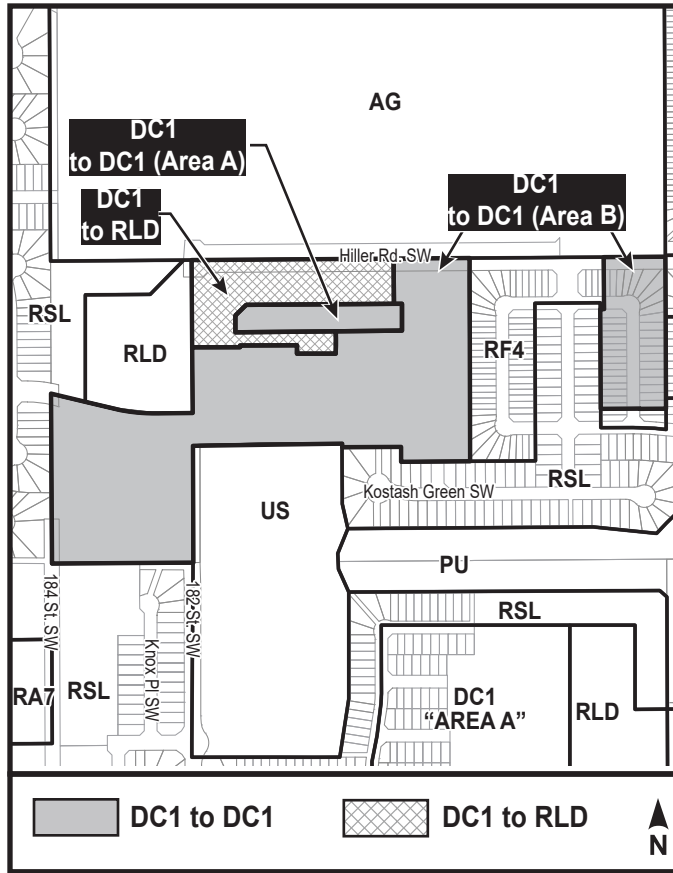 AG
DC1
to DC1 (Area A)
DC1
to RLD
DC1
to DC1 (Area B)
Hiller Rd. SW
RSL
RLD
RF4
RSL
Kostash Green SW
US
PU
184 St. SW
182 St. SW
Knox Pl SW
RSL
RA7
RSL
DC1
“AREA A”
RLD
DC1 to DC1
DC1 to RLD
N